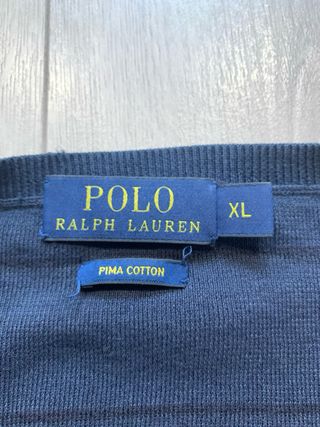 POLO
RALPH LAUREN
XL
PIMA COTTON